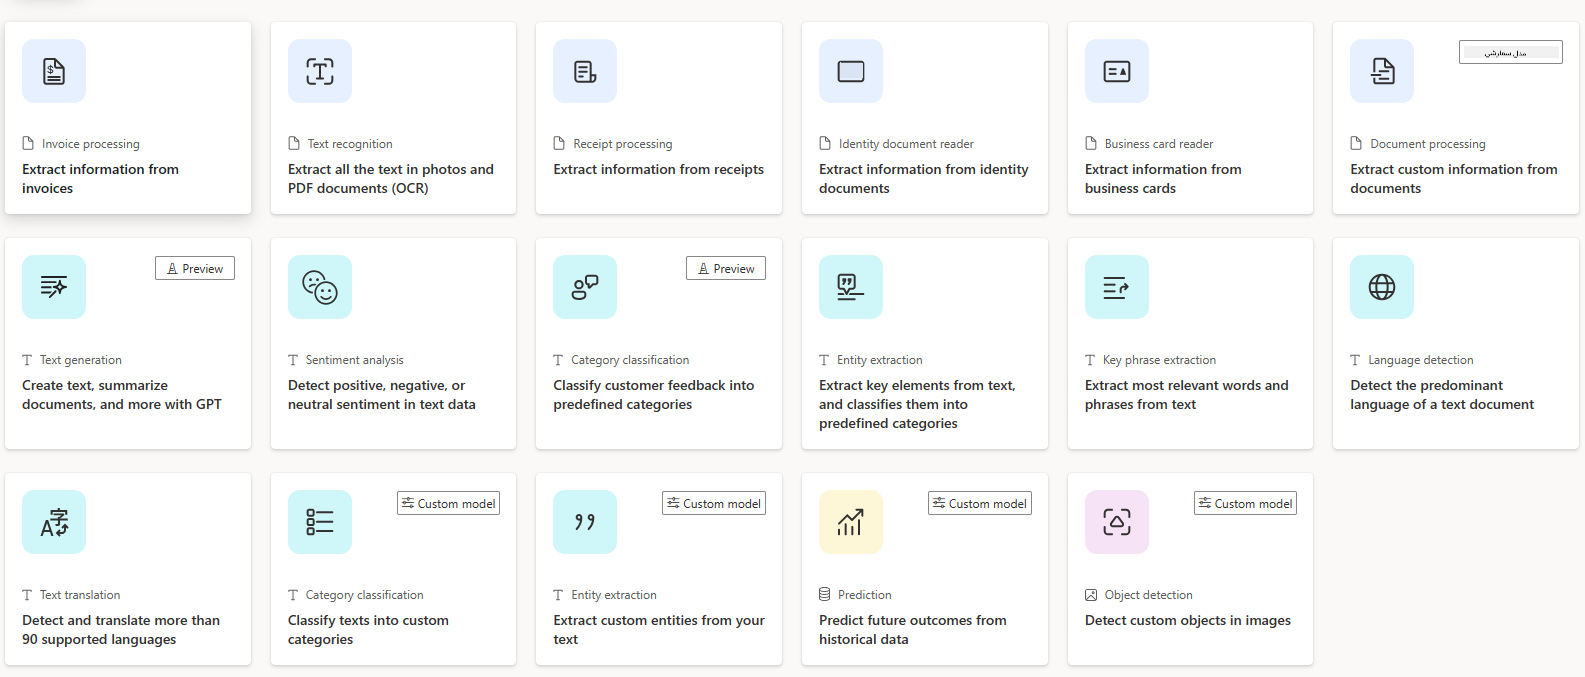 Invoice processing
Extract information from
invoices
Text recognition
Extract all the text in photos and
PDF documents (OCR)
Receipt processing
Extract information from receipts
Identity document reader
Extract information from identity
documents
Business card reader
Extract information from
business cards
مدل سفارشی
Document processing
Extract custom information from
documents
Preview
Text generation
Create text, summarize
documents, and more with GPT
Sentiment analysis
Detect positive, negative, or
neutral sentiment in text data
Preview
Category classification
Classify customer feedback into
predefined categories
Entity extraction
Extract key elements from text,
and classifies them into
predefined categories
Key phrase extraction
Extract most relevant words and
phrases from text
Language detection
Detect the predominant
language of a text document
Text translation
Detect and translate more than
90 supported languages
Custom model
Category classification
Classify texts into custom
categories
Custom model
Entity extraction
Extract custom entities from your
text
Custom model
Prediction
Predict future outcomes from
historical data
Custom model
Object detection
Detect custom objects in images